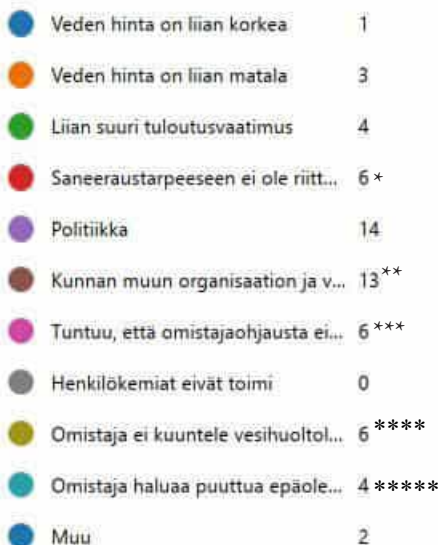 Veden hinta on liian korkea 1
Veden hinta on liian matala 3
Liian suuri tuloutusvaatimus 4
Saneeraustarpeeseen ei ole riitt... 6 *
Politiikka 14
Kunnan muun organisaation ja v... 13 **
Tuntuu, että omistajaohjausta ei... 6 ***
Henkilökemiat eivät toimi 0
Omistaja ei kuuntele vesihuoltol... 6 ****
Omistaja haluaa puuttua epäole... 4 *****
Muu 2